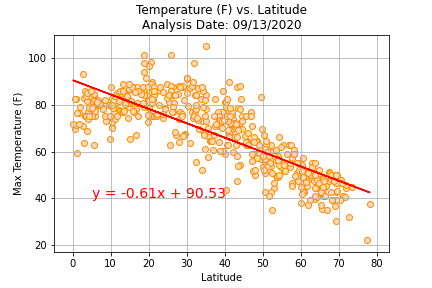 Temperature (F) vs. Latitude
Analysis Date: 09/13/2020
Max Temperature (F)
100
80
60
40
20
y = -0.61x + 90.53
0 10 20 30 40 50 60 70 80
Latitude